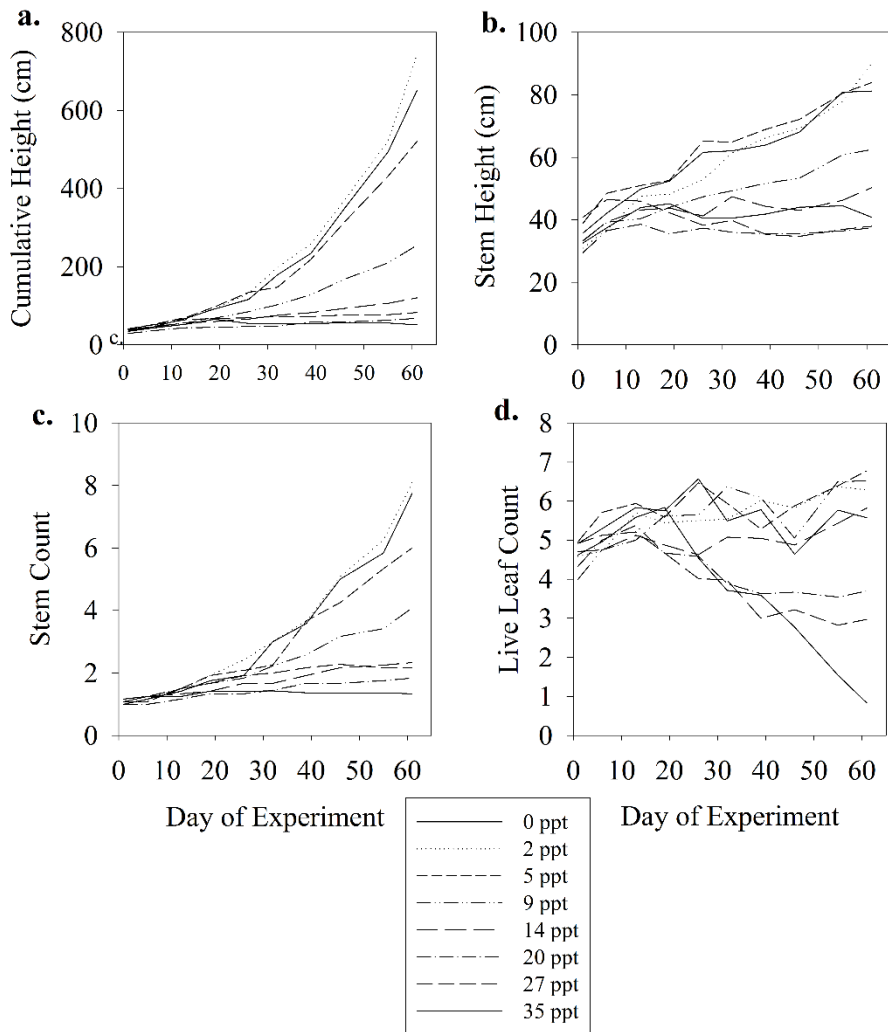 a.
Cumulative Height (cm)
800
600
400
200
0
c.
0 10 20 30 40 50 60
b.
Stem Height (cm)
100
80
60
40
20
0
0 10 20 30 40 50 60
c.
Stem Count
10
8
6
4
2
0
0 10 20 30 40 50 60
Day of Experiment
d.
Live Leaf Count
8
7
6
5
4
3
2
1
0
0 10 20 30 40 50 60
Day of Experiment
0 ppt
2 ppt
5 ppt
9 ppt
14 ppt
20 ppt
27 ppt
35 ppt